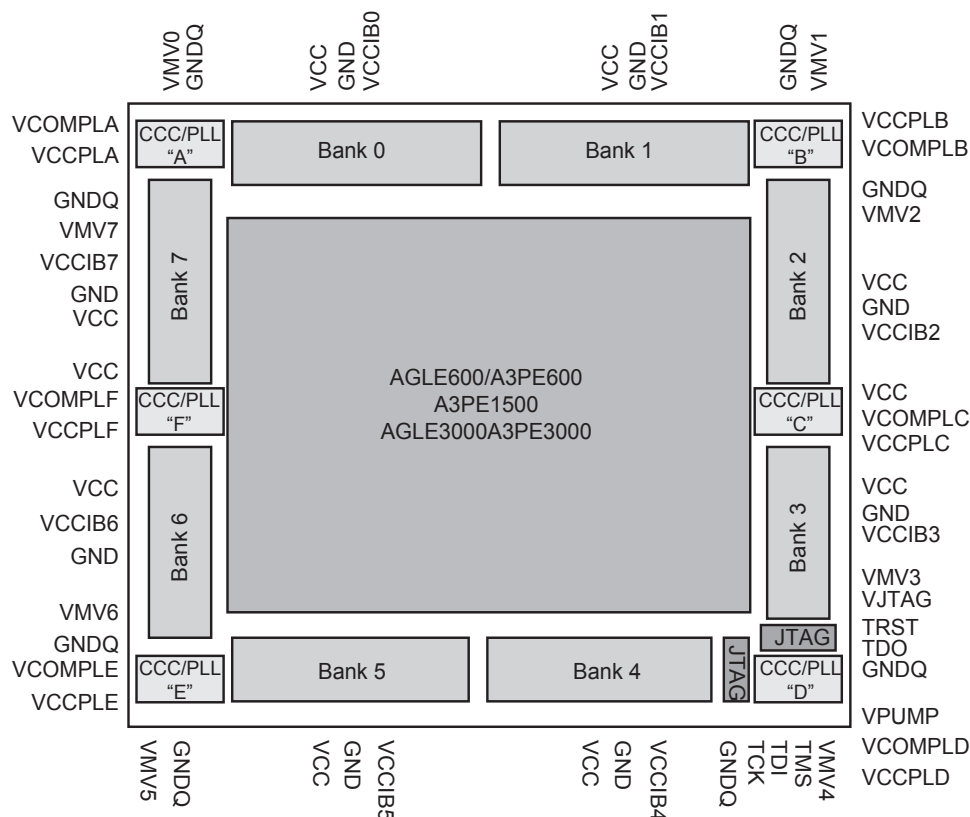 VMV0
GNDQ
VCC
GND
VCCIB0
VCC
GND
VCCIB1
GNDQ
VMV1
VCOMPLA
VCCPLA
GNDQ
VMV7
VCCIB7
GND
VCC
VCC
VCOMPLF
VCCPLF
VCC
VCCIB6
GND
VMV6
GNDQ
VCOMPLE
VCCPLE
CCC/PLL
“A”
Bank 0
Bank 1
CCC/PLL
“B”
Bank 7
Bank 2
AGLE600/A3PE600
A3PE1500
AGLE3000A3PE3000
CCC/PLL
“F”
CCC/PLL
“C”
Bank 6
Bank 3
JTAG
CCC/PLL
“E”
Bank 5
Bank 4
JTAG
CCC/PLL
“D”
VCCPLB
VCOMPLB
GNDQ
VMV2
VCC
GND
VCCIB2
VCC
VCOMPLC
VCCPLC
VCC
GND
VCCIB3
VMV3
VJTAG
TRST
TDO
GNDQ
VPUMP
VCOMPLD
VCCPLD
VMV5
GNDQ
VCC
GND
VCCIB5
VCC
GND
VCCIB4
GNDQ
TCK
TDI
TMS
VMV4